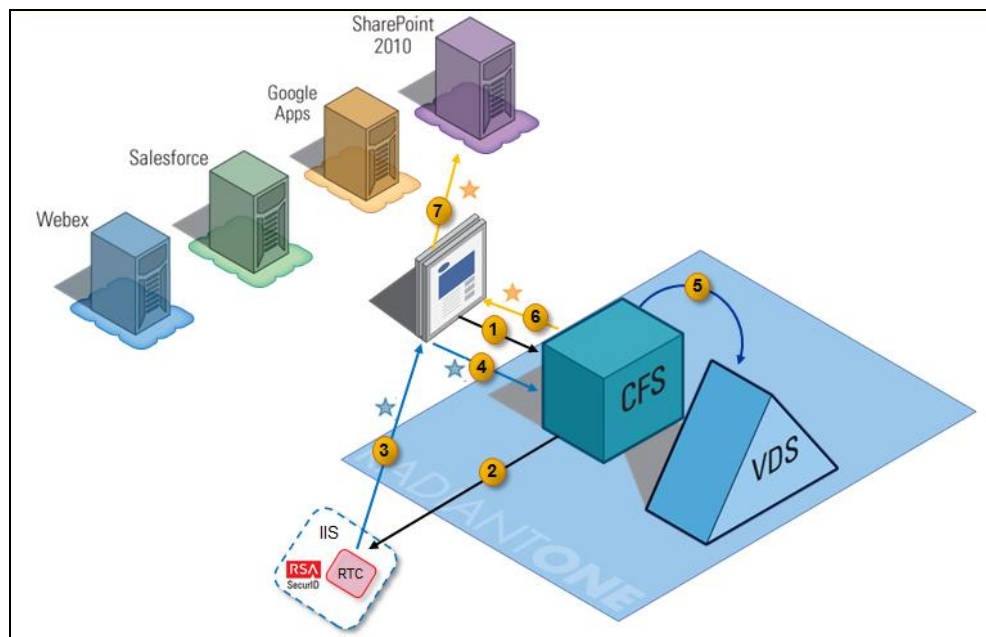 SharePoint
2010
Google
Apps
Salesforce
Webex
7
6
5
1
4
CFS
3
2
VDS
RADIANTONE
IIS
RSA
SecurID
RTC